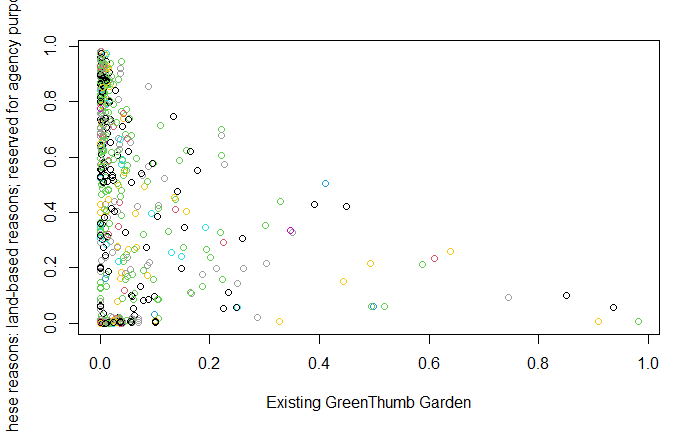 hese reasons: land-based reasons; reserved for agency purpo
1.0
0.8
0.6
0.4
0.2
0.0
0.0 0.2 0.4 0.6 0.8 1.0
Existing GreenThumb Garden